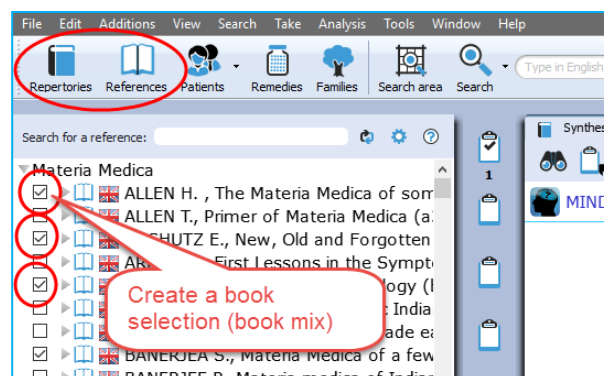 File Edit Additions View Search Take Analysis Tools Window Help
Repertories References Patients Remedies Families Search area Search
Type in English
Search for a reference:
Synthes
1
Materia Medica
ALLEN H. , The Materia Medica of som
MIND
ALLEN T., Primer of Materia Medica (a
SHUTZ E., New, Old and Forgotten
First Lessons in the Sympt
Create a book
selection (book mix)
ogy (
India
ade ea
BANERJEA S., Materia Medica of a few